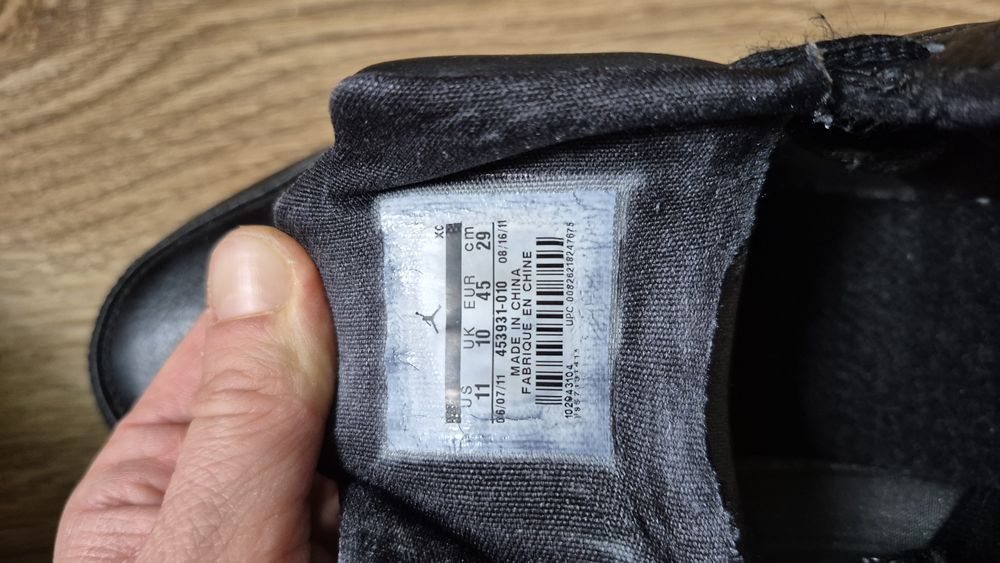 XC
US UK EUR cm
11 10 45 29
06/07/11 453931-010 08/16/11
MADE IN CHINA
FABRIQUE EN CHINE
102943104
UPC 00826218247675